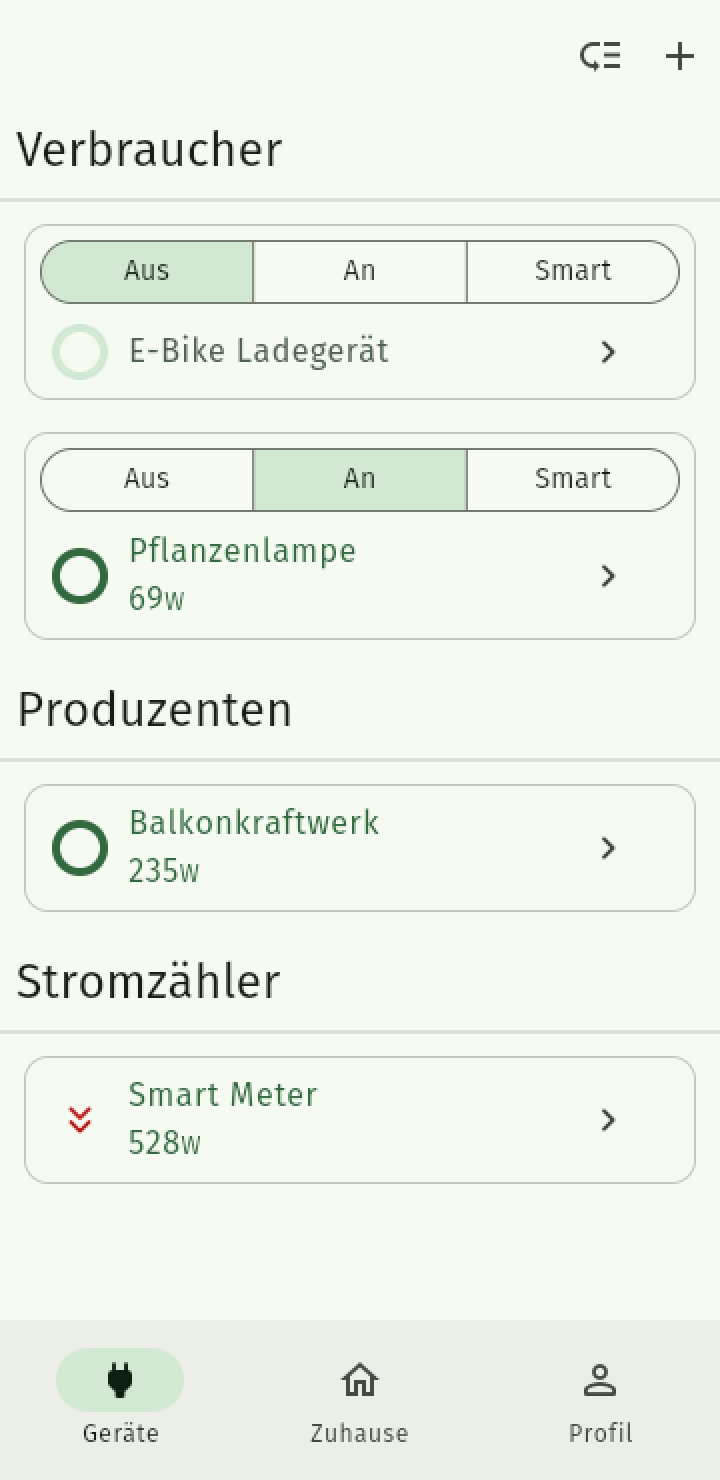 Verbraucher
Aus An Smart
E-Bike Ladegerät
Aus An Smart
Pflanzenlampe
69w
Produzenten
Balkonkraftwerk
235w
Stromzähler
Smart Meter
528w
Geräte Zuhause Profil